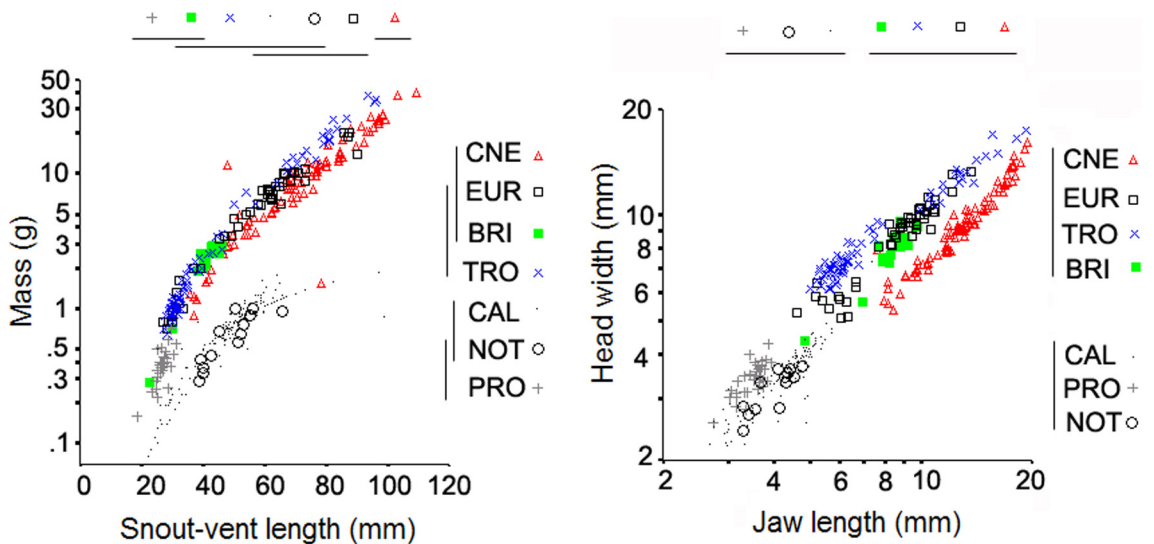 50
30
10
5
3
1
.5
.3
.1
Mass (g)
0 20 40 60 80 100 120
Snout-vent length (mm)
CNE
EUR
BRI
TRO
CAL
NOT
PRO
20
10
8
6
4
2
Head width (mm)
2 4 6 8 10 20
Jaw length (mm)
CNE
EUR
TRO
BRI
CAL
PRO
NOT